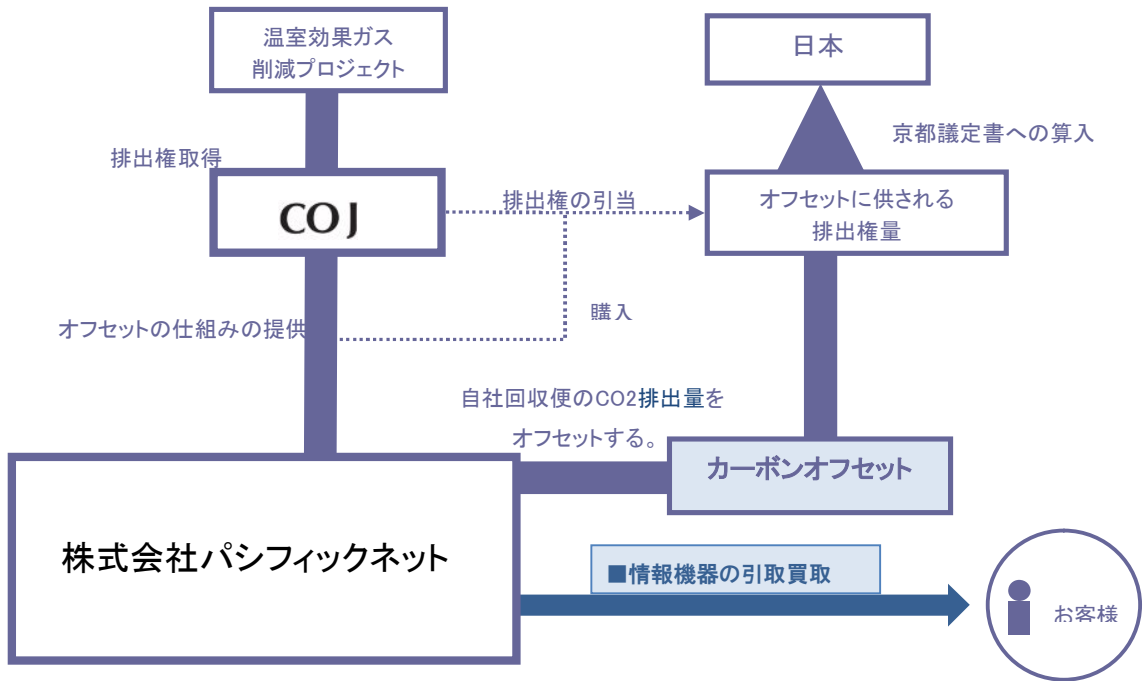 温室効果ガス
削減プロジェクト
日本
京都議定書への算入
排出権取得
COJ
排出権の引当
オフセットに供される
排出権量
オフセットの仕組みの提供
購入
自社回収便のCO2排出量を
オフセットする。
カーボンオフセット
株式会社パシフィックネット
■情報機器の引取買取
お客様